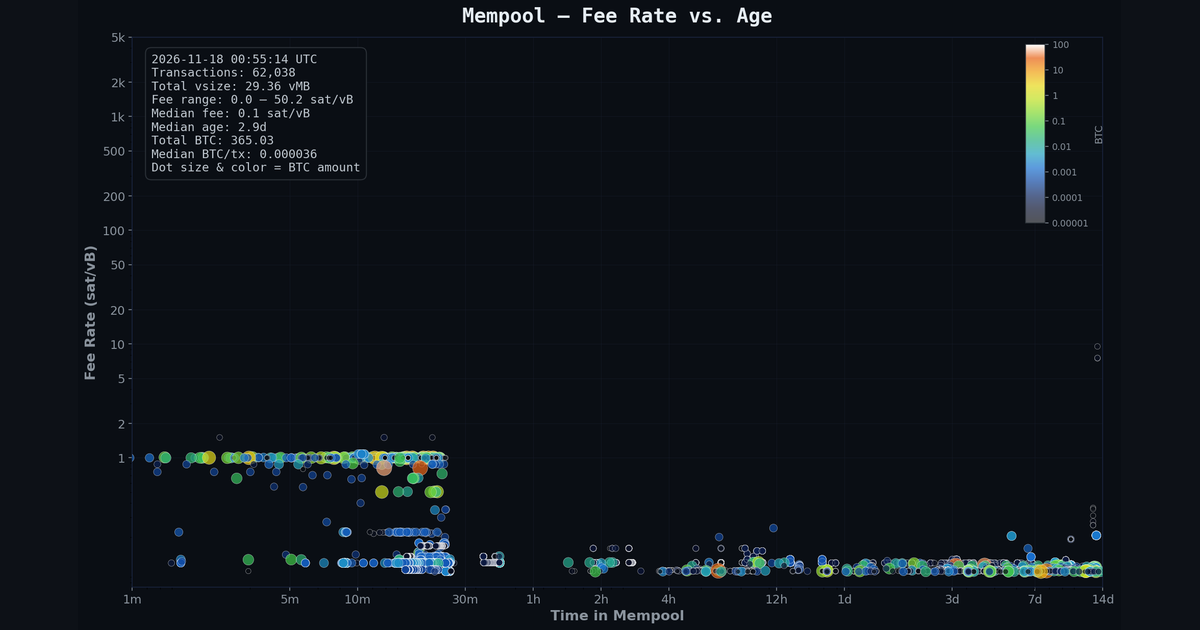 Mempool — Fee Rate vs. Age
2026-11-18 00:55:14 UTC
Transactions: 62,038
Total vsize: 29.36 vMB
Fee range: 0.0 – 50.2 sat/vB
Median fee: 0.1 sat/vB
Median age: 2.9d
Total BTC: 365.03
Median BTC/tx: 0.000036
Dot size & color = BTC amount
100
10
1
0.1
0.01
0.001
0.0001
0.00001
BTC
5k
2k
1k
500
200
100
50
20
10
5
2
1
Fee Rate (sat/vB)
1m
5m
10m
30m
1h
2h
4h
12h
1d
3d
7d
14d
Time in Mempool